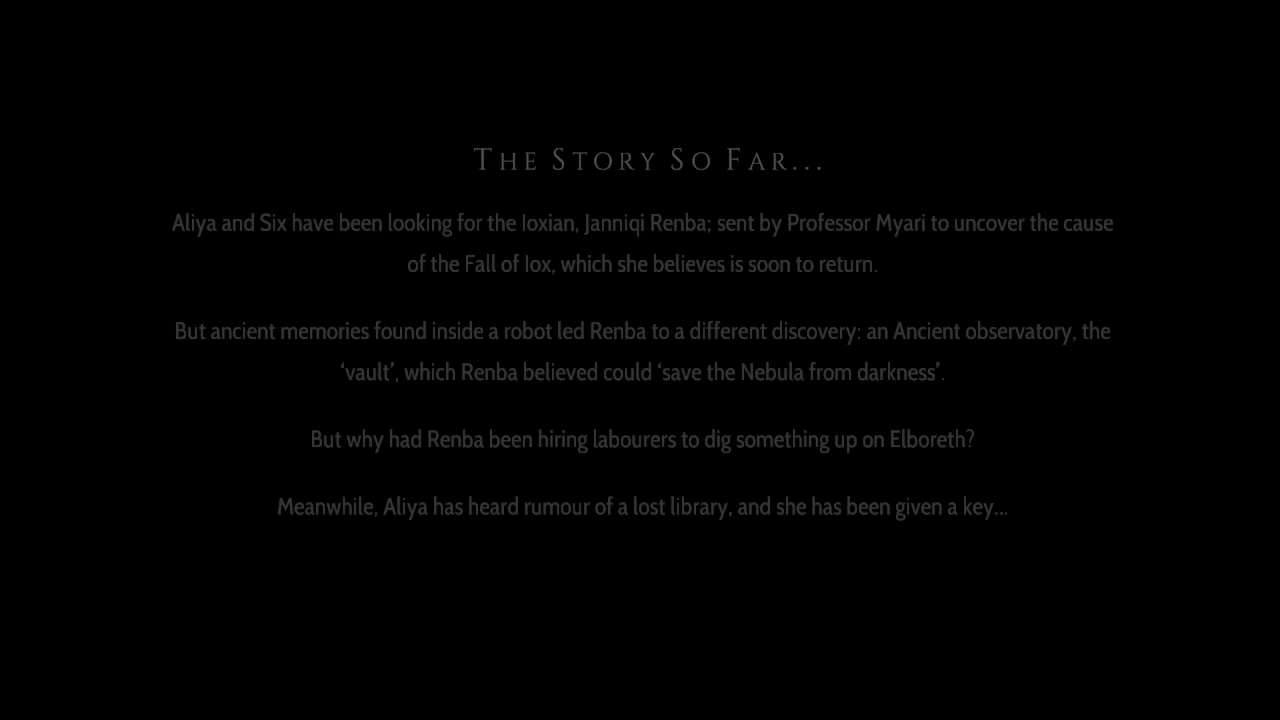 The Story So Far...
Aliya and Six have been looking for the Ioxian, Janniqi Renba; sent by Professor Myari to uncover the cause
of the Fall of Iox, which she believes is soon to return.
But ancient memories found inside a robot led Renba to a different discovery: an Ancient observatory, the
‘vault’, which Renba believed could ‘save the Nebula from darkness’.
But why had Renba been hiring labourers to dig something up on Elboreth?
Meanwhile, Aliya has heard rumour of a lost library, and she has been given a key...